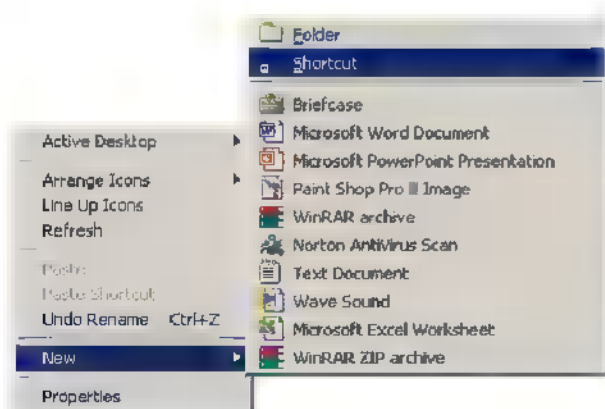 Folder
Shortcut
Briefcase
Microsoft Word Document
Microsoft PowerPoint Presentation
Paint Shop Pro Image
WinRAR archive
Norton AntiVirus Scan
Text Document
Wave Sound
Microsoft Excel Worksheet
WinRAR ZIP archive
Active Desktop
Arrange Icons
Line Up Icons
Refresh
Paste
Paste Shortcut
Undo Rename Ctrl+Z
New
Properties